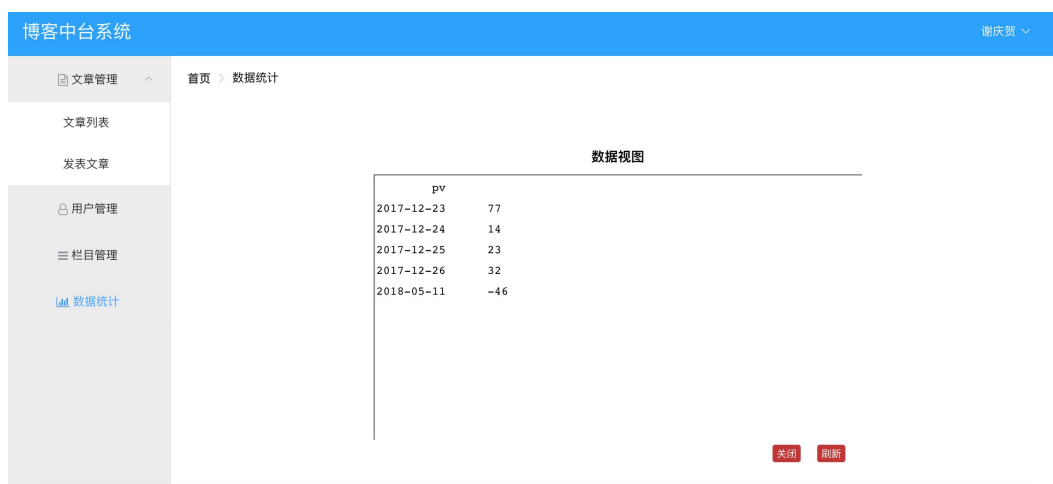 博客中台系统
谢庆贺
文章管理
首页 数据统计
文章列表
发表文章
用户管理
栏目管理
数据统计
数据视图
pv
2017-12-23 77
2017-12-24 14
2017-12-25 23
2017-12-26 32
2018-05-11 -46
关闭 刷新